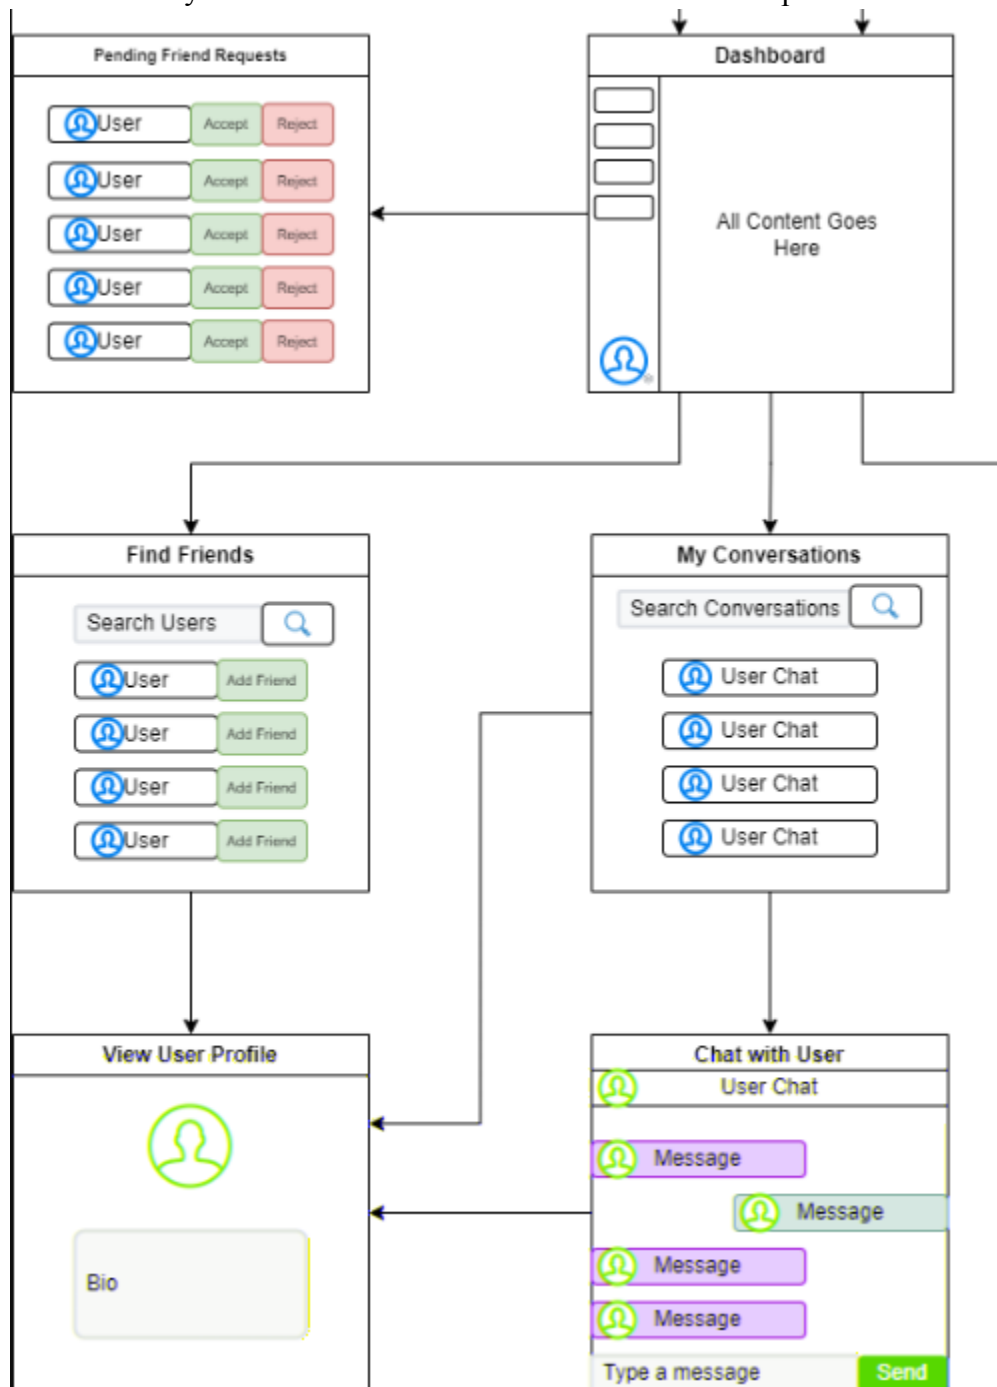 Pending Friend Requests
User Accept Reject
User Accept Reject
User Accept Reject
User Accept Reject
User Accept Reject
Dashboard
All Content Goes
Here
Find Friends
Search Users
User Add Friend
User Add Friend
User Add Friend
User Add Friend
My Conversations
Search Conversations
User Chat
User Chat
User Chat
User Chat
View User Profile
Bio
Chat with User
User Chat
Message
Message
Message
Message
Type a message Send